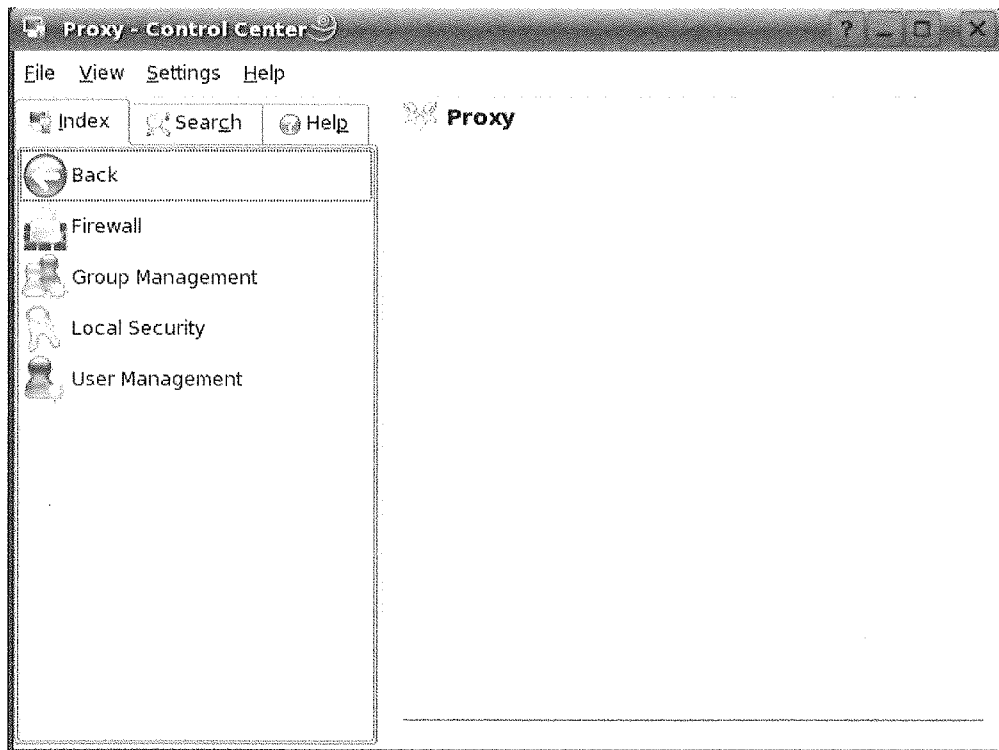 Proxy - Control Center
File View Settings Help
Index Search Help
Proxy
Back
Firewall
Group Management
Local Security
User Management